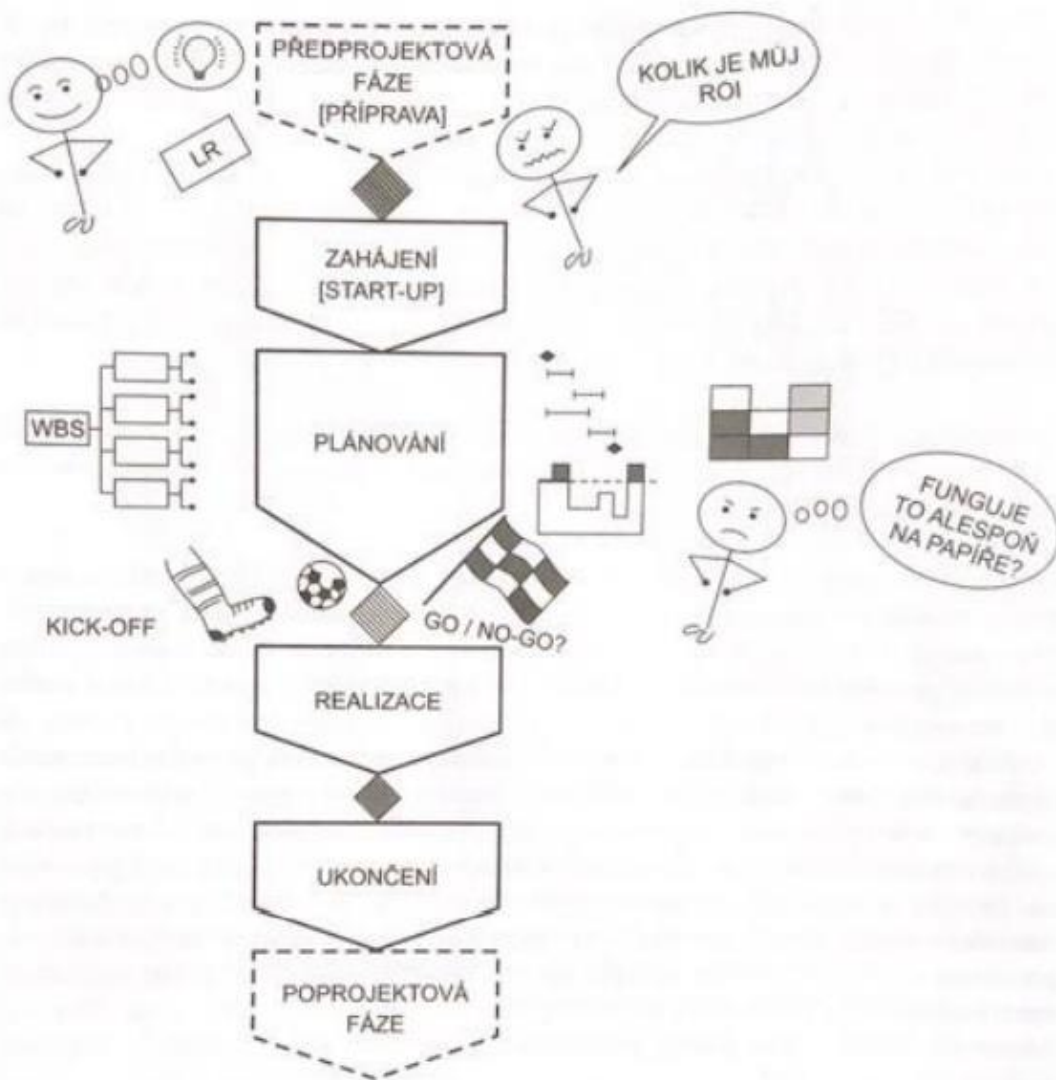 PŘEDPROJEKTOVÁ
FÁZE
[PŘÍPRAVA]
KOLIK JE MŮJ
ROI
LR
ZAHÁJENÍ
[START-UP]
WBS
PLÁNOVÁNÍ
FUNGUJE
TO ALESPOŇ
NA PAPÍŘE?
KICK-OFF
GO / NO-GO?
REALIZACE
UKONČENÍ
POPROJEKTOVÁ
FÁZE